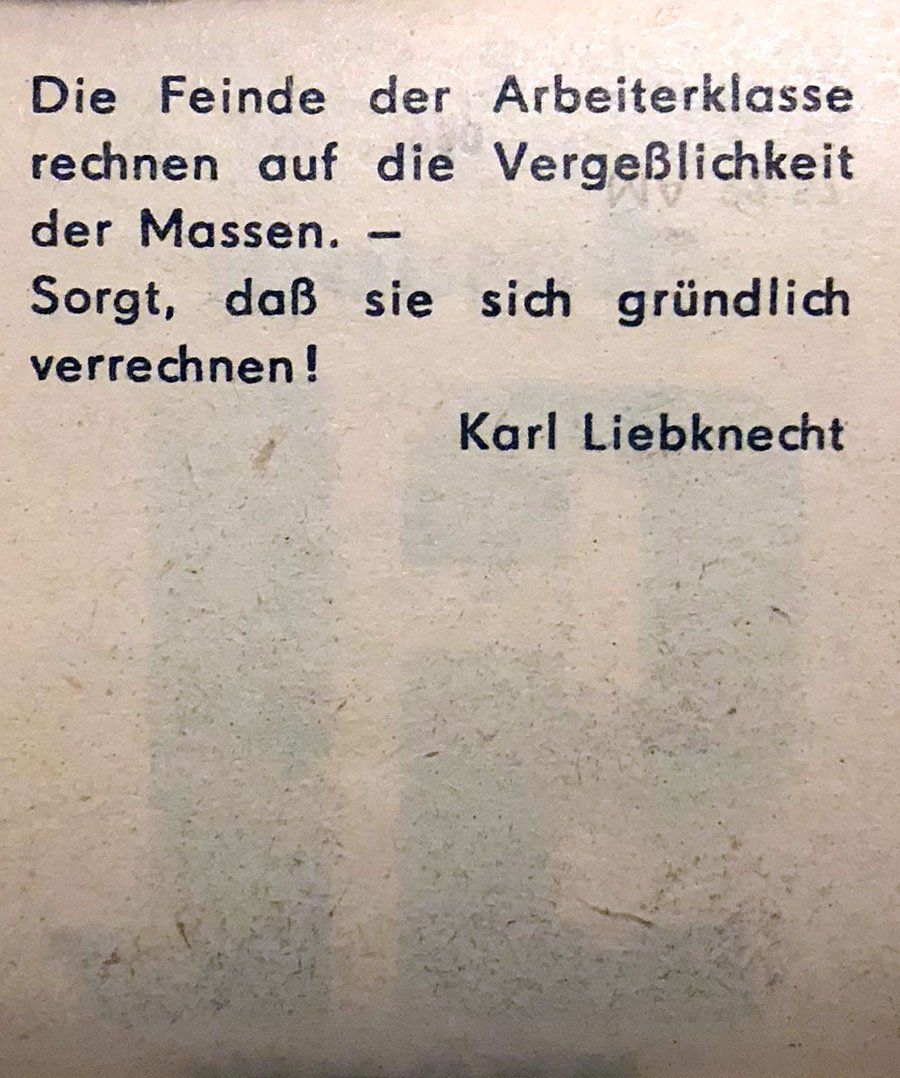 Die Feinde der Arbeiterklasse
rechnen auf die Vergeßlichkeit
der Massen. —
Sorgt, daß sie sich gründlich
verrechnen!
Karl Liebknecht